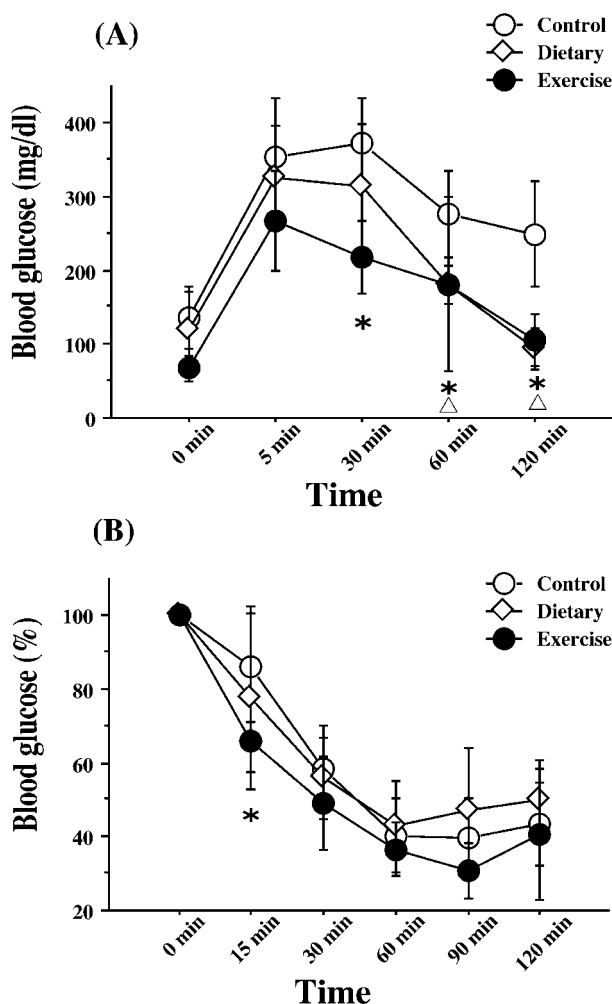 (A)
Control
Dietary
Exercise
Blood glucose (mg/dl)
400
300
200
100
0
*
*
△
*
△
0 min
5 min
30 min
60 min
120 min
Time
(B)
Control
Dietary
Exercise
Blood glucose (%)
100
80
60
40
20
*
0 min
15 min
30 min
60 min
90 min
120 min
Time